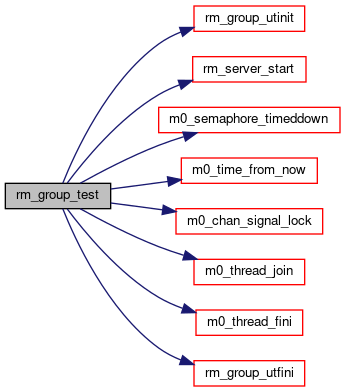 rm_group_utinit
rm_server_start
m0_semaphore_timeddown
m0_time_from_now
rm_group_test
m0_chan_signal_lock
m0_thread_join
m0_thread_fini
rm_group_utfini